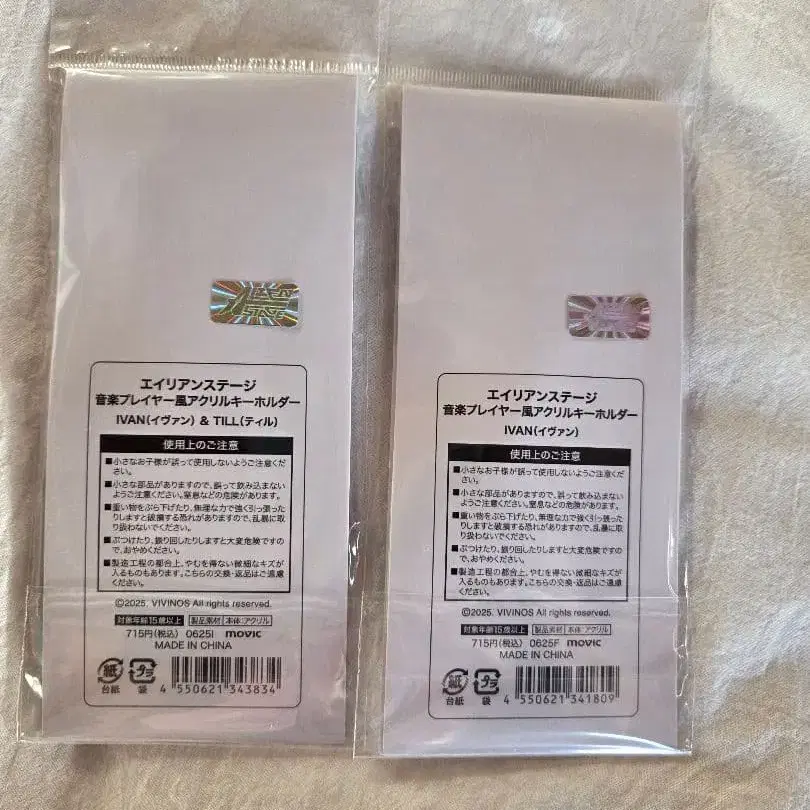 エイリアンステージ
音楽プレイヤー風アクリルキーホルダー
IVAN(イヴァン) & TILL(ティル)
使用上のご注意
■小さなお子様が誤って使用しないようご注意くだ
さい。
■小さな部品がありますので、誤って飲み込まない
ようご注意ください。窒息などの危険があります。
■重い物をぶら下げたり、無理な力で強く引っ張った
りしますと破損する恐れがありますので、乱暴に取
り扱わないでください。
■ぶつけたり、振り回したりしますと大変危険ですの
で、おやめください。
■製造工程の都合上、やむを得ない微細なキズが
入るものもあります。こちらの交換・返品はご遠慮
ください。
©2025. VIVINOS All rights reserved.
対象年齢15歳以上 製品素材 本体:アクリル
715円(税込) 0625I movic
MADE IN CHINA
紙 プラ
台紙 袋
4 550621 343834
エイリアンステージ
音楽プレイヤー風アクリルキーホルダー
IVAN(イヴァン)
使用上のご注意
■小さなお子様が誤って使用しないようご注意くだ
さい。
■小さな部品がありますので、誤って飲み込まない
ようご注意ください。窒息などの危険があります。
■重い物をぶら下げたり、無理な力で強く引っ張った
りしますと破損する恐れがありますので、乱暴に取
り扱わないでください。
■ぶつけたり、振り回したりしますと大変危険ですの
で、おやめください。
■製造工程の都合上、やむを得ない微細なキズが
入るものもあります。こちらの交換・返品はご遠慮
ください。
©2025. VIVINOS All rights reserved.
対象年齢15歳以上 製品素材 本体:アクリル
715円(税込) 0625F movic
MADE IN CHINA
紙 プラ
台紙 袋
4 550621 341809